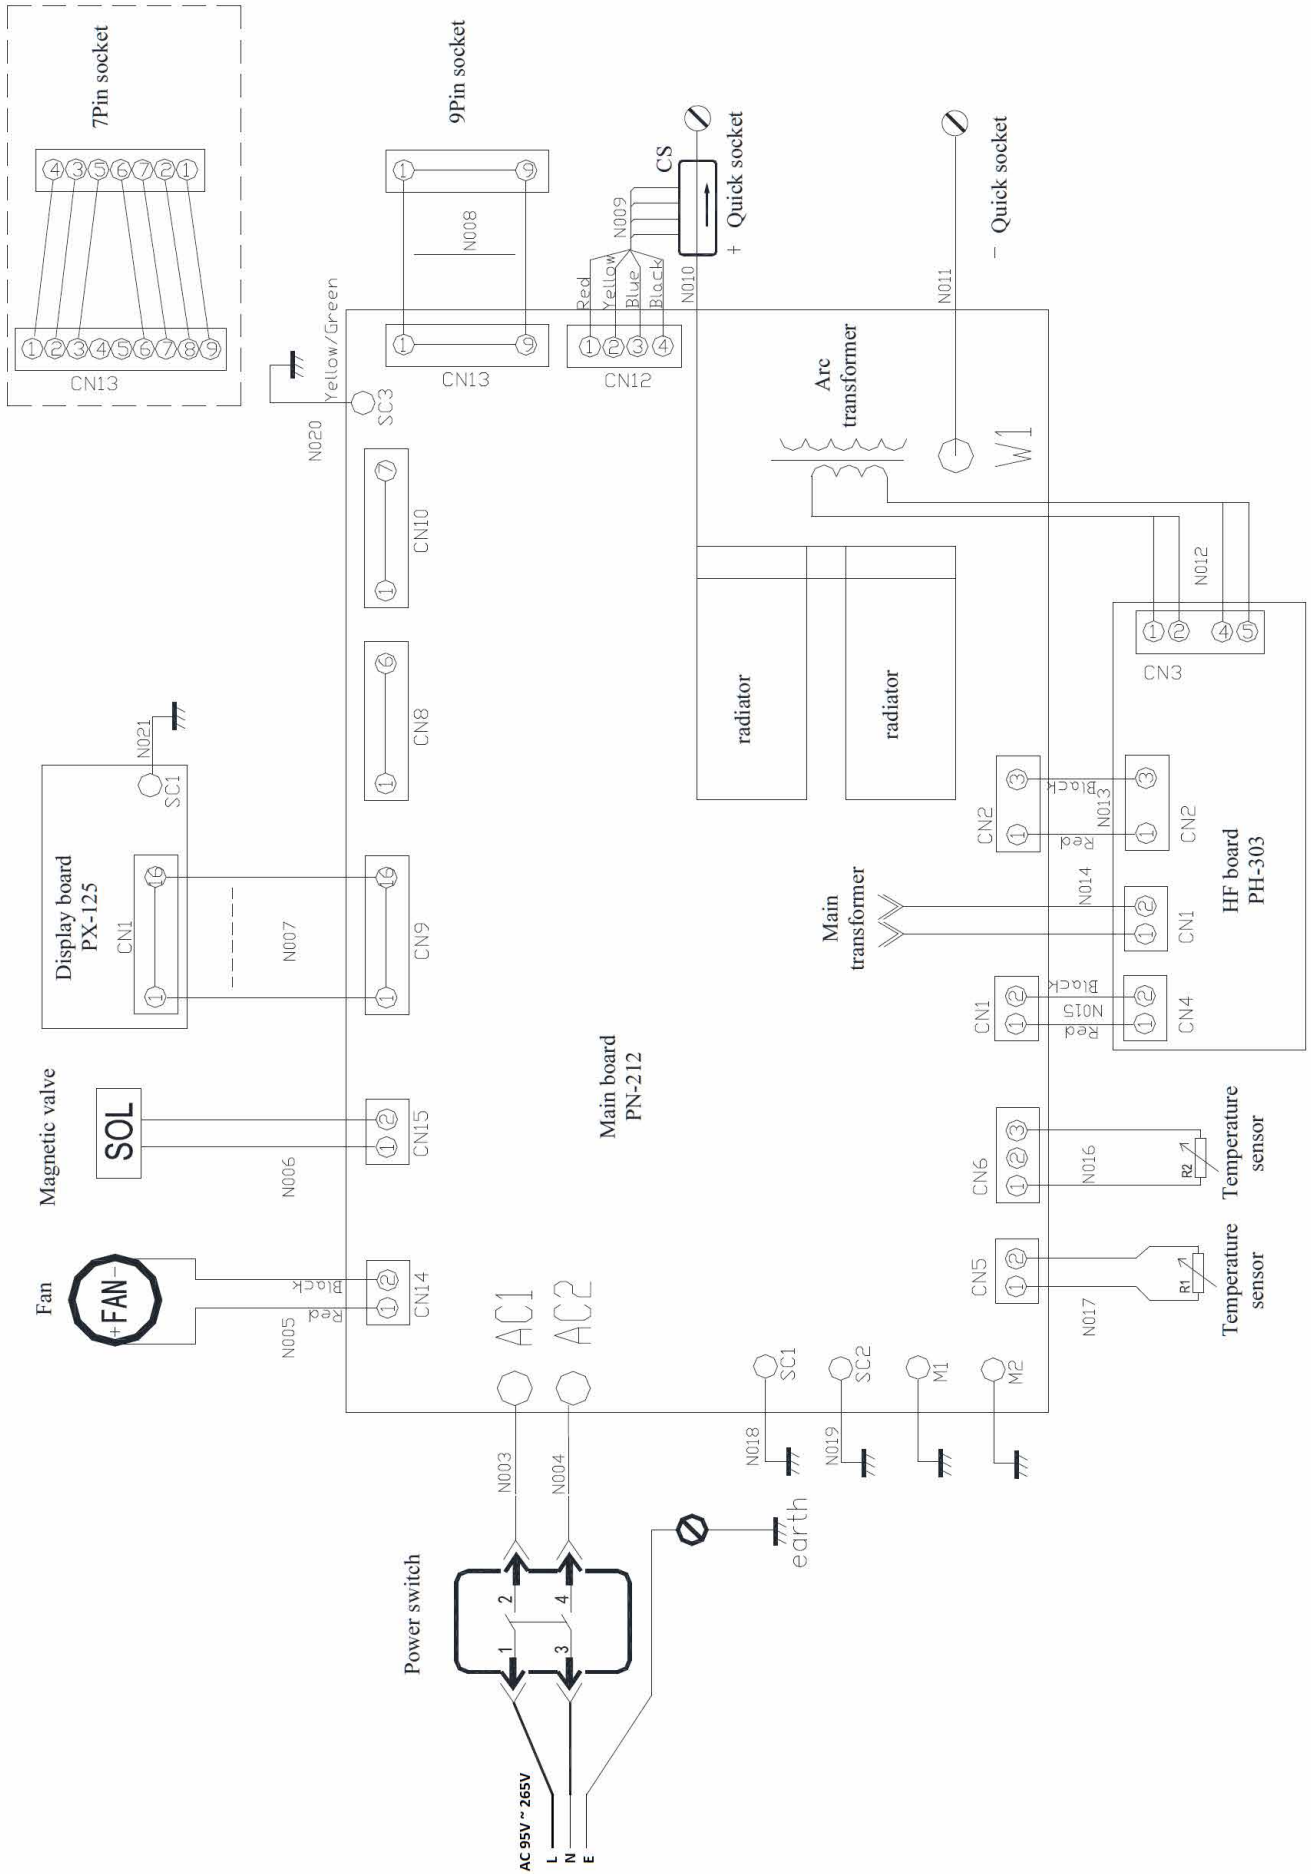 7Pin socket
4 3 5 6 7 2 1
1 2 3 4 5 6 7 8 9
CN13
9Pin socket
1
9
N008
1
9
CN13
Yellow/Green
N020
SC3
CS
N009
Red
Yellow
Blue
Black
1 2 3 4
CN12
N010
+ Quick socket
N011
− Quick socket
Arc
transformer
W1
7
1
CN10
6
1
CN8
N021
SC1
Display board
PX-125
CN1
16
1
N007
16
1
CN9
radiator
radiator
N012
1 2 4 5
CN3
CN2
3
1
Black
N013
Red
3
1
CN2
HF board
PH-303
Main
transformer
N014
2
1
CN1
CN1
2
1
Black
N015
Red
2
1
CN4
Main board
PN-212
Magnetic valve
SOL
N006
2
1
CN15
Fan
+FAN−
N005
Black
Red
2
1
CN14
AC1
AC2
CN6
3
2
1
N016
R2
Temperature
sensor
CN5
2
1
N017
R1
Temperature
sensor
SC1
SC2
M1
M2
N018
N019
N003
N004
earth
Power switch
2
4
1
3
AC 95V ~ 265V
L
N
E